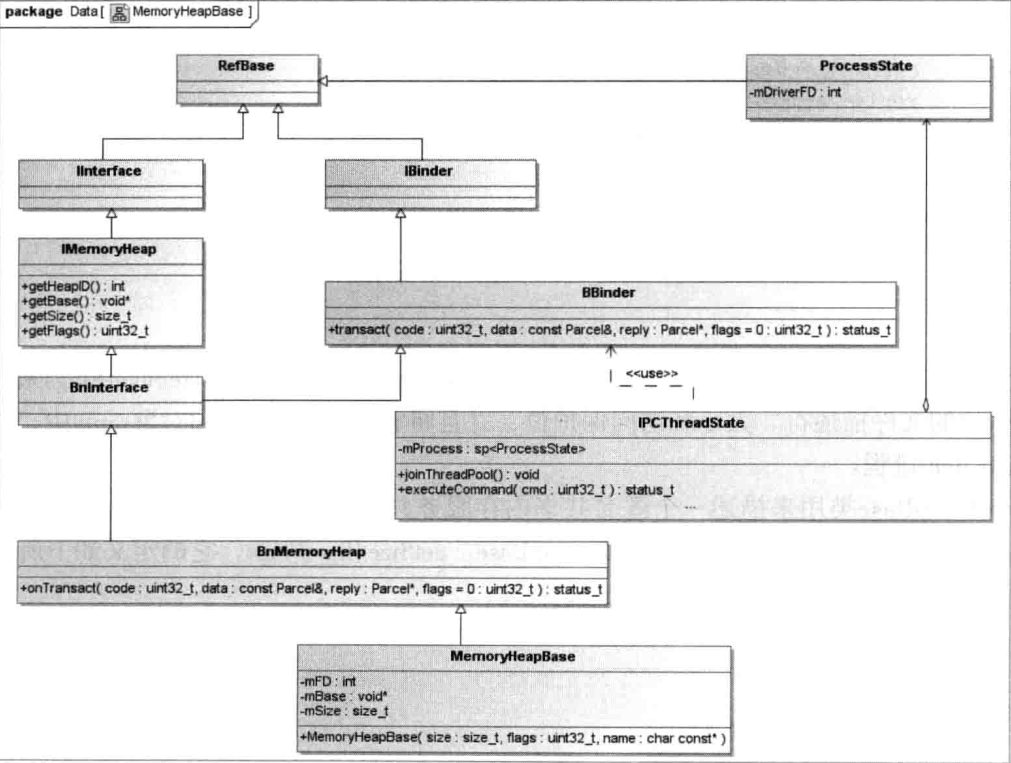 package Data [ MemoryHeapBase ]
RefBase
ProcessState
-mDriverFD : int
IInterface
IBinder
IMemoryHeap
+getHeapID() : int
+getBase() : void*
+getSize() : size_t
+getFlags() : uint32_t
BBinder
+transact( code : uint32_t, data : const Parcel&, reply : Parcel*, flags = 0 : uint32_t ) : status_t
BnInterface
<<use>>
IPCThreadState
-mProcess : sp<ProcessState>
+joinThreadPool() : void
+executeCommand( cmd : uint32_t ) : status_t
...
BnMemoryHeap
+onTransact( code : uint32_t, data : const Parcel&, reply : Parcel*, flags = 0 : uint32_t ) : status_t
MemoryHeapBase
-mFD : int
-mBase : void*
-mSize : size_t
+MemoryHeapBase( size : size_t, flags : uint32_t, name : char const* )